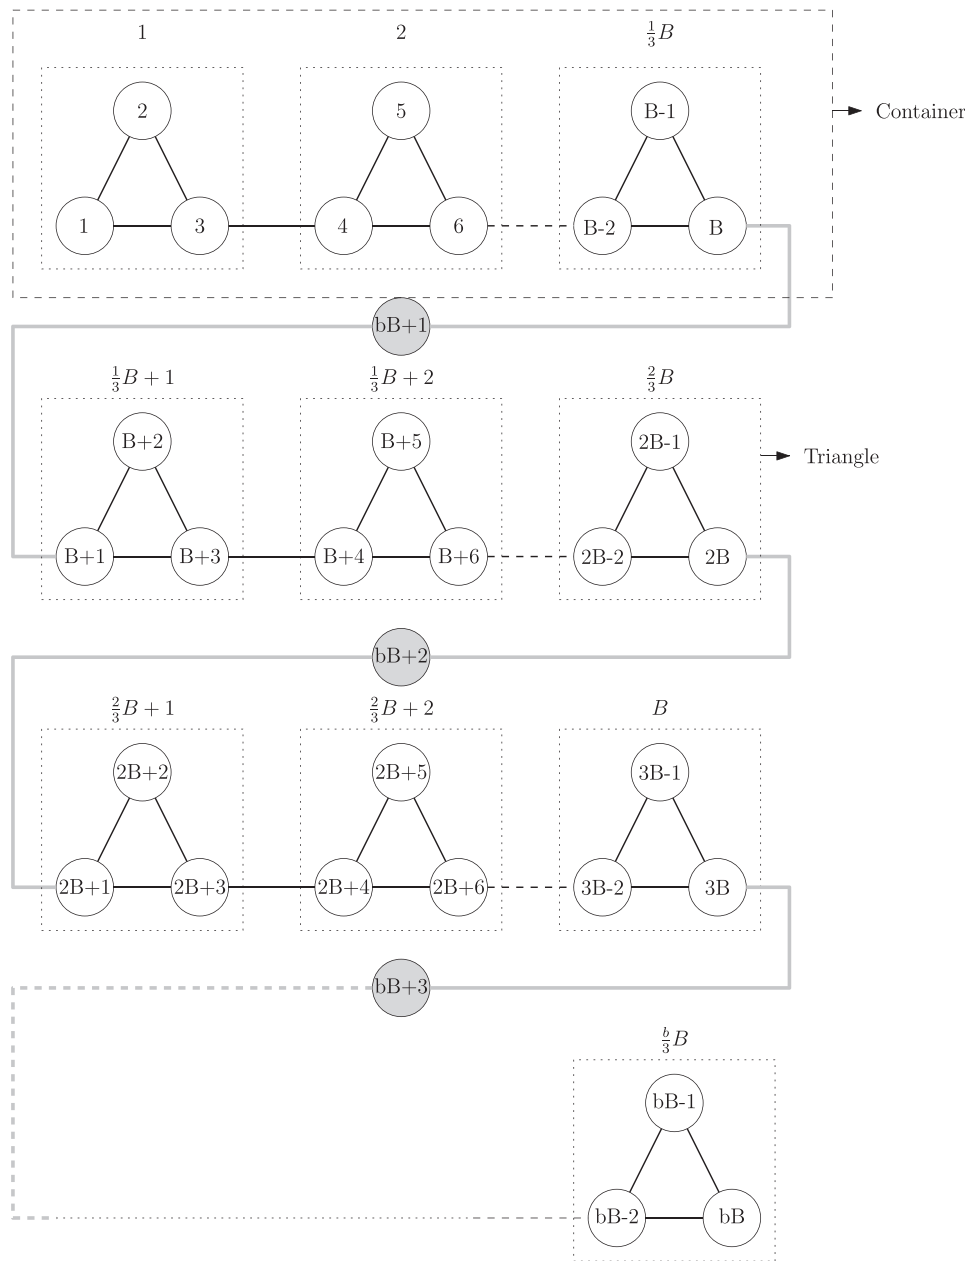 1 2 ⅓B
2 5 B-1 Container
1 3 4 6 B-2 B
bB+1
⅓B + 1 ⅓B + 2 ⅔B
B+2 B+5 2B-1
Triangle
B+1 B+3 B+4 B+6 2B-2 2B
bB+2
⅔B + 1 ⅔B + 2 B
2B+2 2B+5 3B-1
2B+1 2B+3 2B+4 2B+6 3B-2 3B
bB+3
b/3 B
bB-1
bB-2 bB